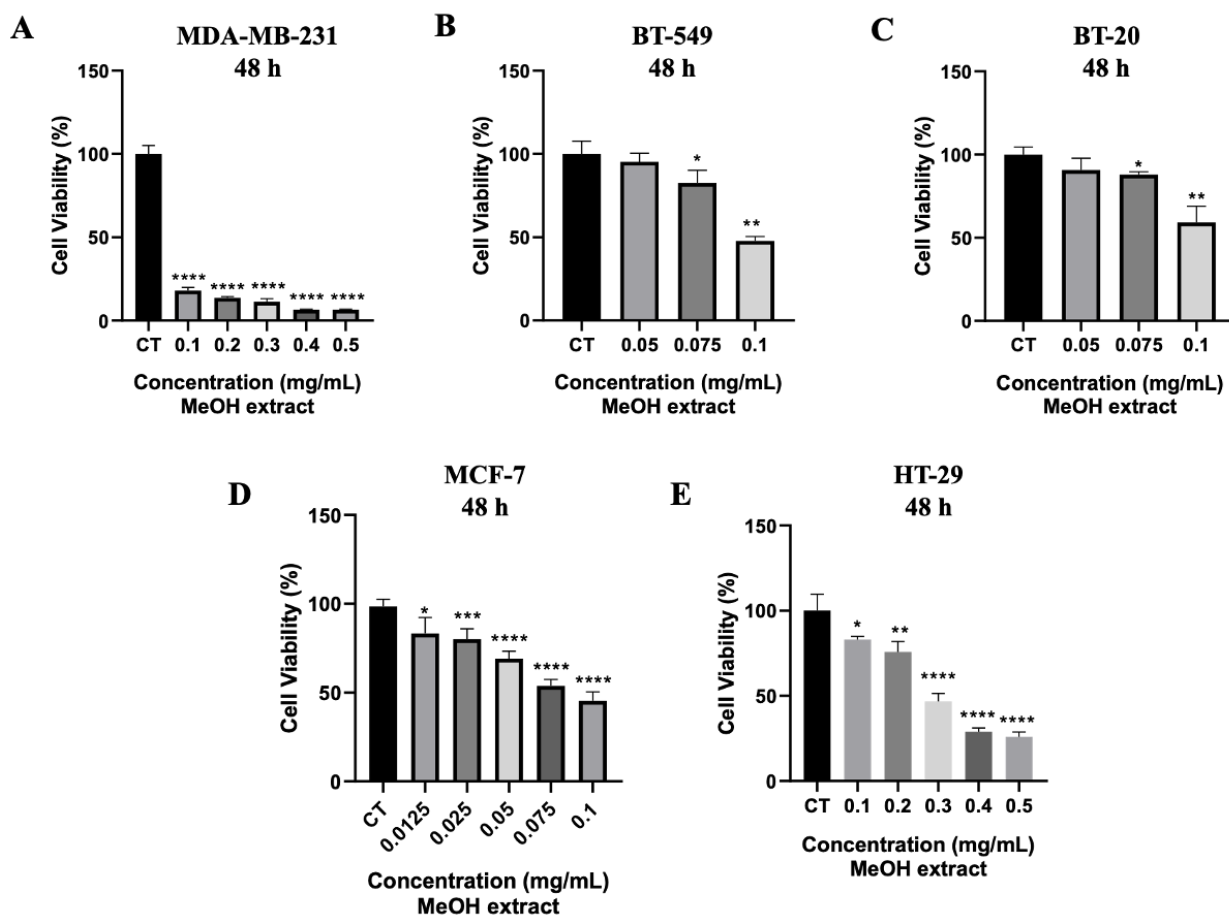 A
MDA-MB-231
48 h
150
100
50
0
Cell Viability (%)
****
****
****
****
****
CT 0.1 0.2 0.3 0.4 0.5
Concentration (mg/mL)
MeOH extract
B
BT-549
48 h
150
100
50
0
Cell Viability (%)
*
**
CT 0.05 0.075 0.1
Concentration (mg/mL)
MeOH extract
C
BT-20
48 h
150
100
50
0
Cell Viability (%)
*
**
CT 0.05 0.075 0.1
Concentration (mg/mL)
MeOH extract
D
MCF-7
48 h
150
100
50
0
Cell Viability (%)
*
***
****
****
****
CT 0.0125 0.025 0.05 0.075 0.1
Concentration (mg/mL)
MeOH extract
E
HT-29
48 h
150
100
50
0
Cell Viability (%)
*
**
****
****
****
CT 0.1 0.2 0.3 0.4 0.5
Concentration (mg/mL)
MeOH extract